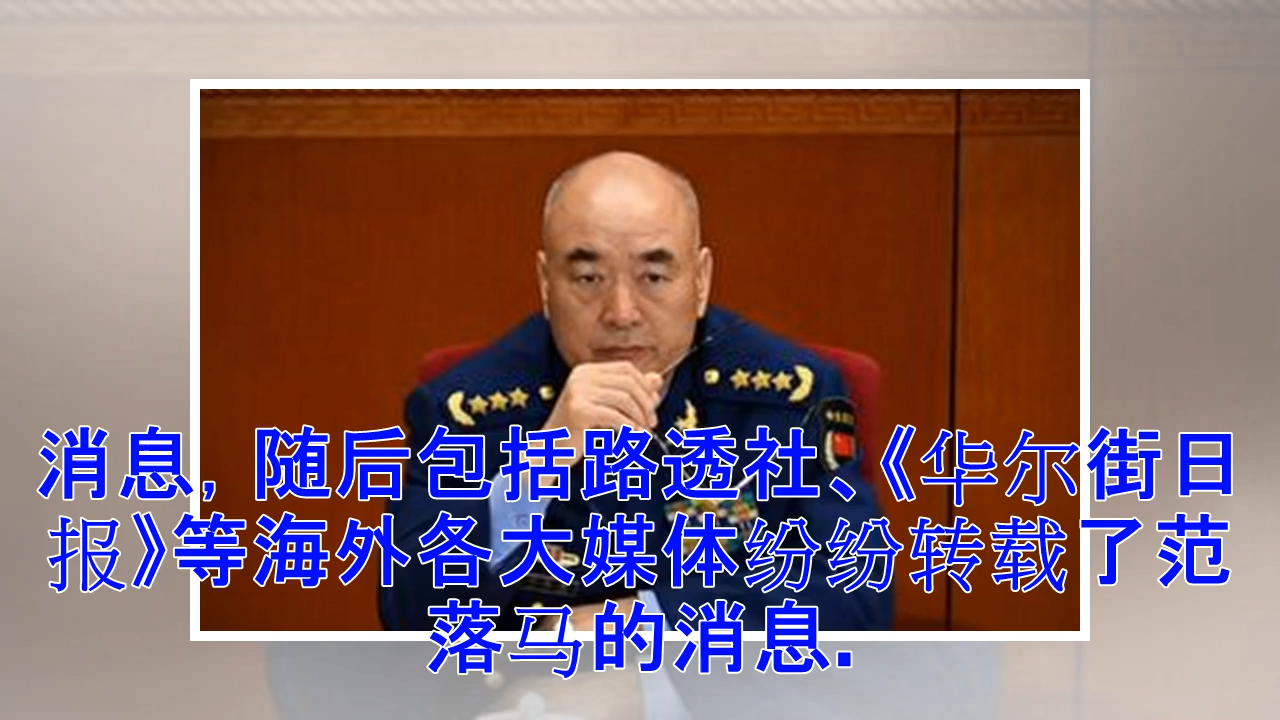 消息, 随后包括路透社、《华尔街日
报》等海外各大媒体纷纷转载了范
落马的消息.